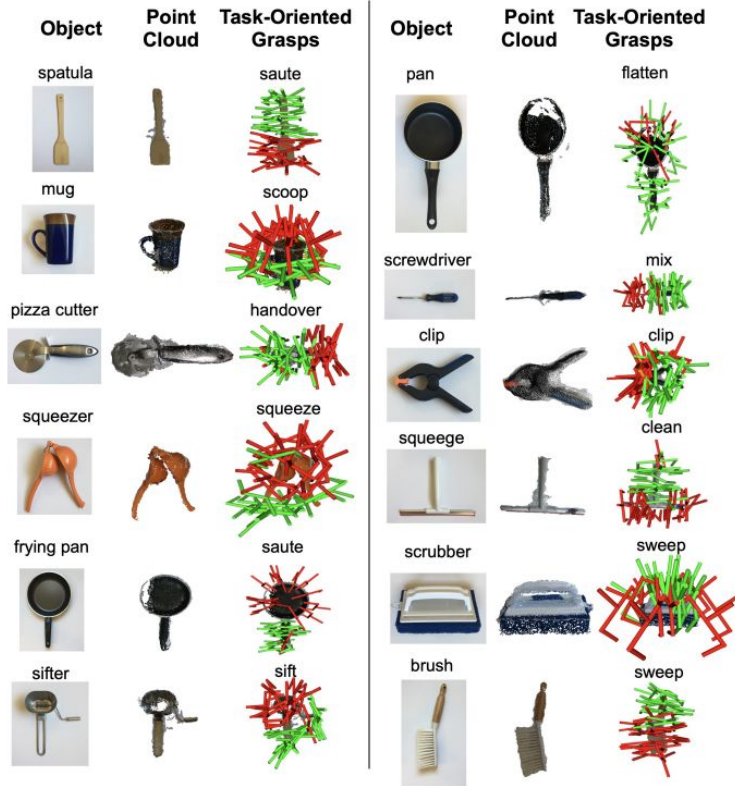 Object Point Cloud Task-Oriented Grasps
spatula saute
mug scoop
pizza cutter handover
squeezer squeeze
frying pan saute
sifter sift
Object Point Cloud Task-Oriented Grasps
pan flatten
screwdriver mix
clip clip
squeege clean
scrubber sweep
brush sweep